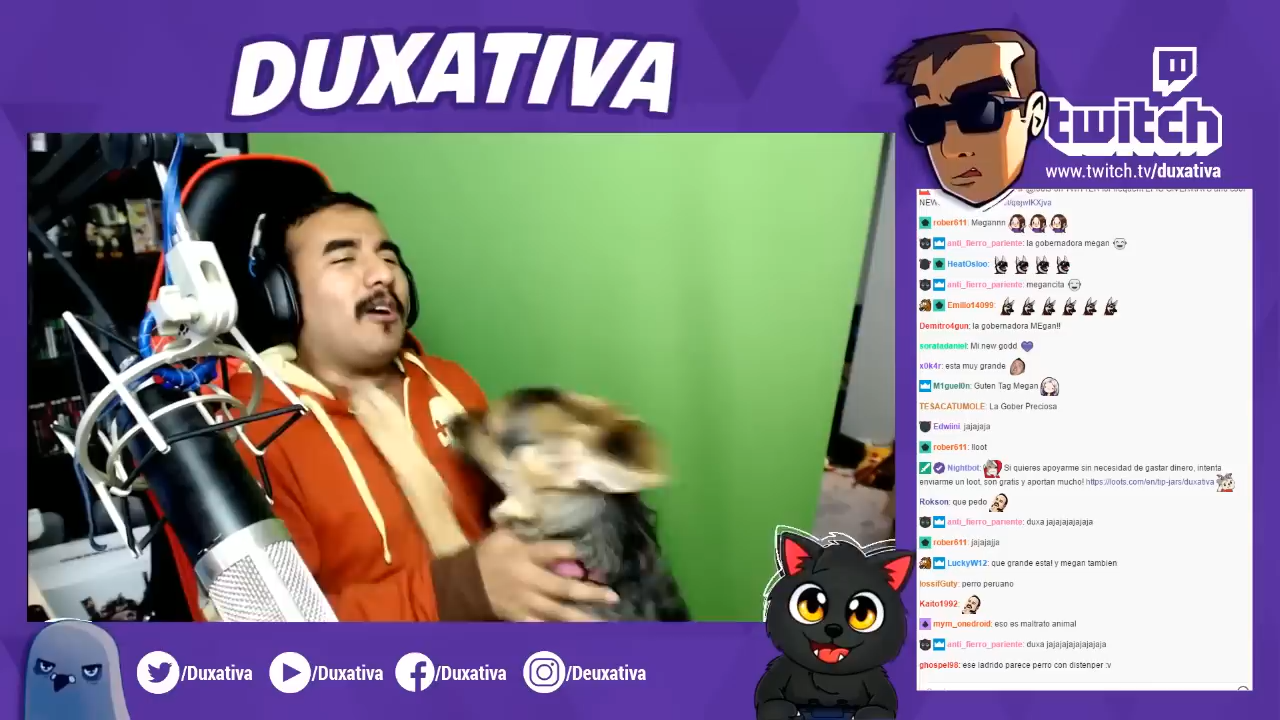 DUXATIVA
twitch
www.twitch.tv/duxativa
rober611: Megannn
anti_fierro_pariente: la gobernadora megan
HeatOsloo:
anti_fierro_pariente: megancita
Emilio14099:
Demitro4gun: la gobernadora MEgan!!
soratadaniel: Mi new godd
x0k4r: esta muy grande
M1guel0n: Guten Tag Megan
TESACATUMOLE: La Gober Preciosa
Edwiini: jajajaja
rober611: !loot
Nightbot: Si quieres apoyarme sin necesidad de gastar dinero, intenta
enviarme un loot, son gratis y aportan mucho! https://loots.com/en/tip-jars/duxativa
Rokson: que pedo
anti_fierro_pariente: duxa jajajajajajaja
rober611: jajajajja
LuckyW12: que grande esta! y megan tambien
IossifGuty: perro peruano
Kaito1992:
mym_onedroid: eso es maltrato animal
anti_fierro_pariente: duxa jajajajajajajajaja
ghospel98: ese ladrido parece perro con distenper :v
/Duxativa
/Duxativa
/Duxativa
/Deuxativa